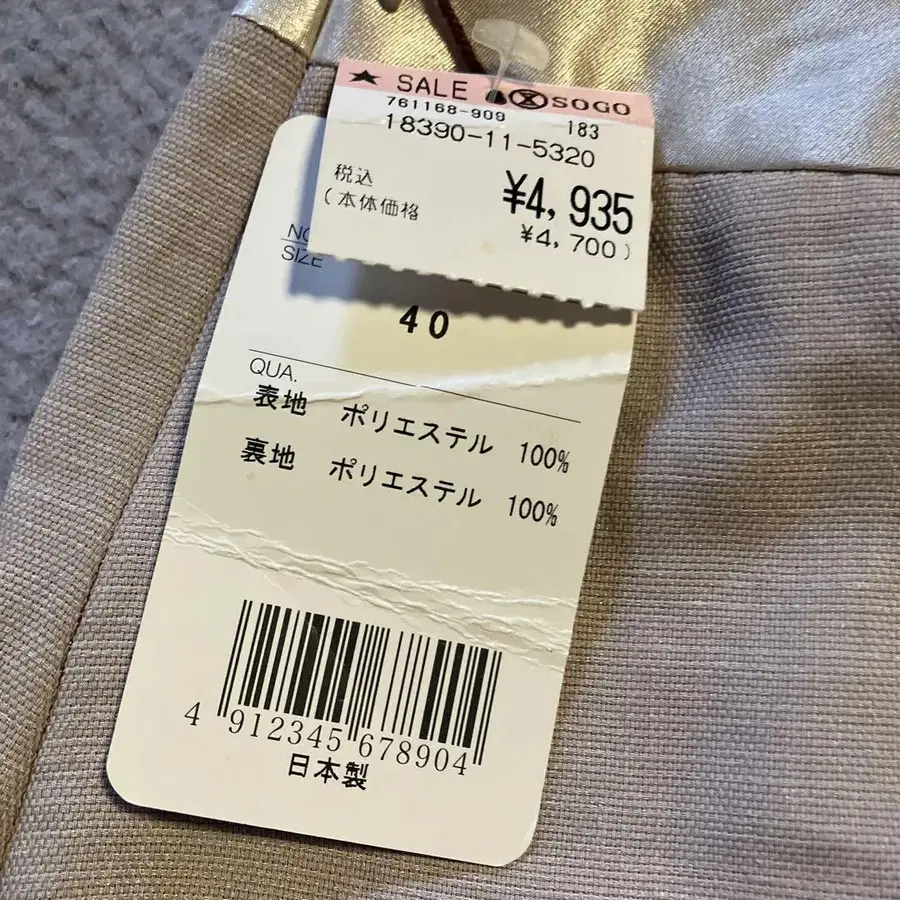 ★ SALE SOGO
761168-909 183
18390-11-5320
税込 ¥4,935
(本体価格 ¥4,700)
SIZE
40
QUA.
表地 ポリエステル 100%
裏地 ポリエステル 100%
4 912345 678904
日本製